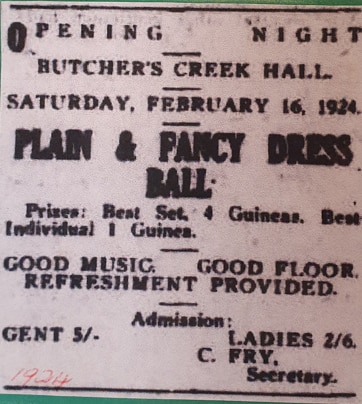 OPENING NIGHT
BUTCHER'S CREEK HALL.
SATURDAY, FEBRUARY 16, 1924.
PLAIN & FANCY DRESS
BALL
Prizes: Best Set, 4 Guineas. Best
Individual 1 Guinea.
GOOD MUSIC. GOOD FLOOR.
REFRESHMENT PROVIDED.
Admission:
GENT 5/- LADIES 2/6.
C. FRY,
Secretary.
1924